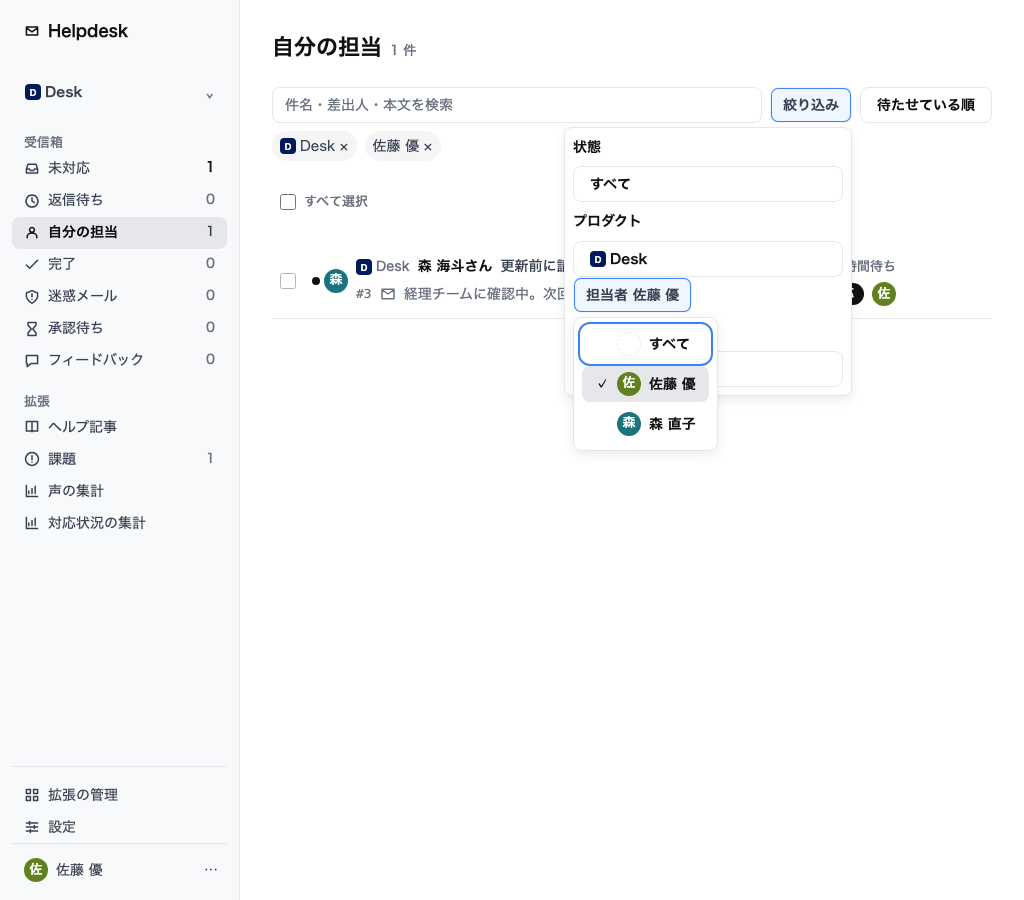 Helpdesk
D Desk
受信箱
未対応 1
返信待ち 0
自分の担当 1
完了 0
迷惑メール 0
承認待ち 0
フィードバック 0
拡張
ヘルプ記事
課題 1
声の集計
対応状況の集計
拡張の管理
設定
佐 佐藤 優 …
自分の担当 1 件
件名・差出人・本文を検索 絞り込み 待たせている順
D Desk × 佐藤 優 ×
すべて選択
森 D Desk 森 海斗さん 更新前に 時間待ち
#3 経理チームに確認中。次回 佐
状態
すべて
プロダクト
D Desk
担当者 佐藤 優
すべて
✓ 佐 佐藤 優
森 森 直子